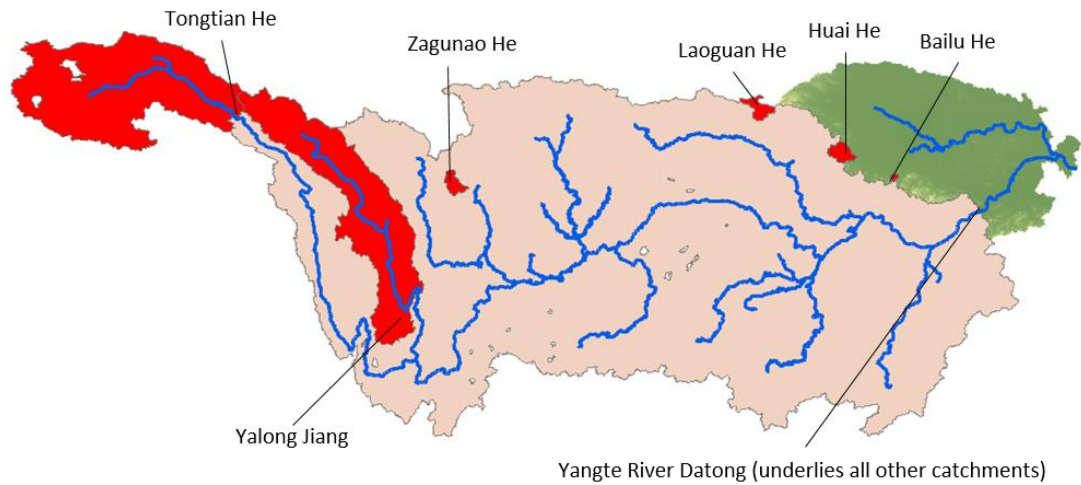 Tongtian He
Zagunao He
Laoguan He
Huai He
Bailu He
Yalong Jiang
Yangte River Datong (underlies all other catchments)